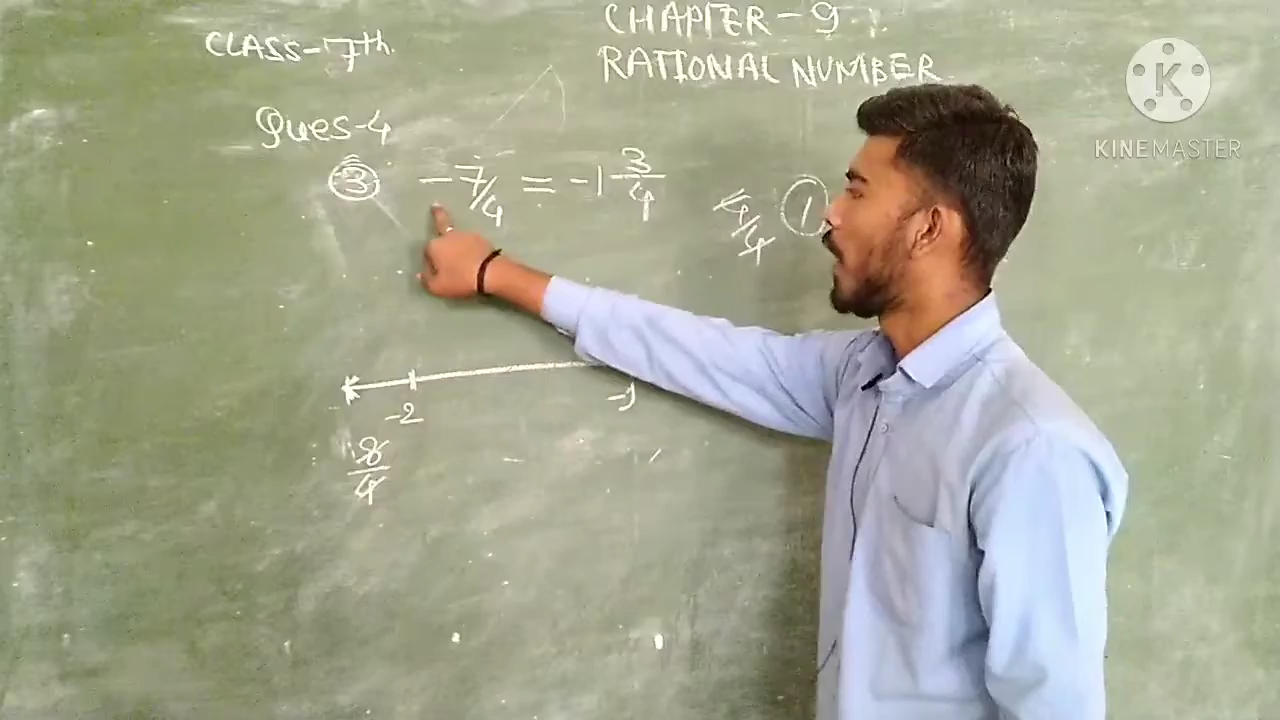 CLASS-7th
CHAPTER-9
RATIONAL NUMBER
Ques-4
3 -7/4 = -1 3/4
4/4 1
-2 -1
8/4
K
KINEMASTER